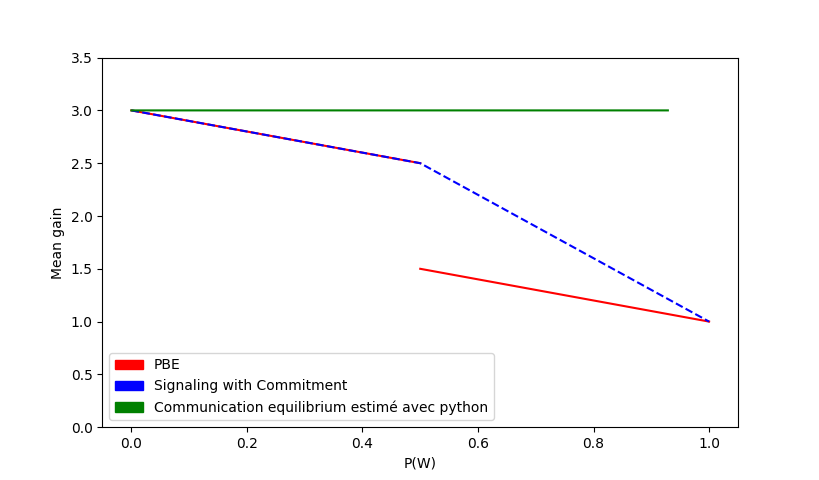 3.5
3.0
2.5
2.0
1.5
1.0
0.5
0.0
Mean gain
PBE
Signaling with Commitment
Communication equilibrium estimé avec python
0.0 0.2 0.4 0.6 0.8 1.0
P(W)